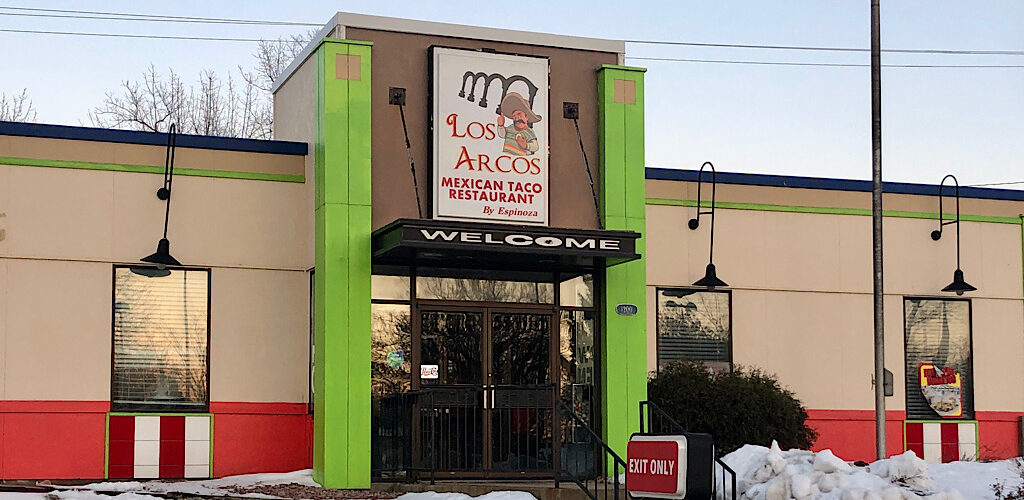 Los
Arcos
MEXICAN TACO
RESTAURANT
By Espinoza
WELCOME
EXIT ONLY